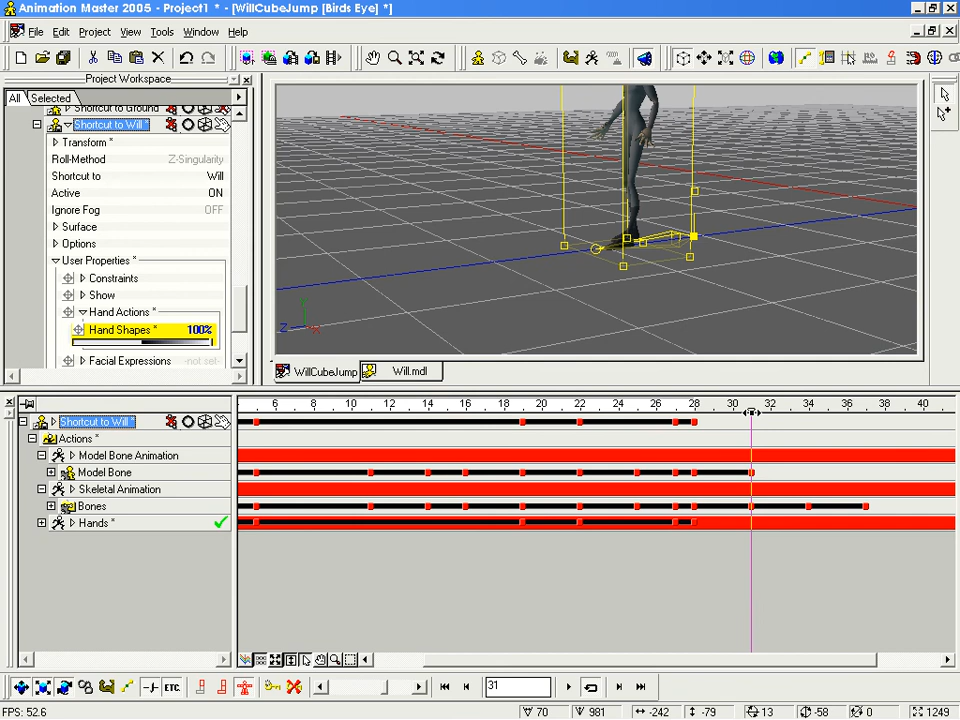 Animation Master 2005 - Project1 * - [WillCubeJump [Birds Eye] *]
File Edit Project View Tools Window Help
Project Workspace
All Selected
Shortcut to Ground
Shortcut to Will *
Transform *
Roll-Method Z-Singularity
Shortcut to Will
Active ON
Ignore Fog OFF
Surface
Options
User Properties *
Constraints
Show
Hand Actions *
Hand Shapes * 100%
Facial Expressions -not set-
Z
WillCubeJump Will.mdl
6 8 10 12 14 16 18 20 22 24 26 28 30 32 34 36 38 40
Shortcut to Will *
Actions *
Model Bone Animation
Model Bone
Skeletal Animation
Bones
Hands *
ETC. 31
FPS: 52.6 70 981 -242 -79 13 -58 0 1249